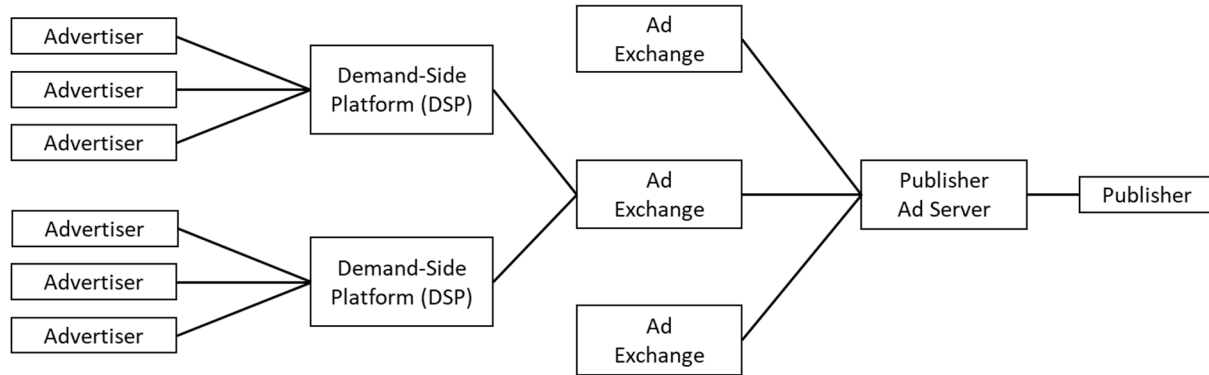 Advertiser
Advertiser
Advertiser
Demand-Side
Platform (DSP)
Advertiser
Advertiser
Advertiser
Demand-Side
Platform (DSP)
Ad
Exchange
Ad
Exchange
Ad
Exchange
Publisher
Ad Server
Publisher